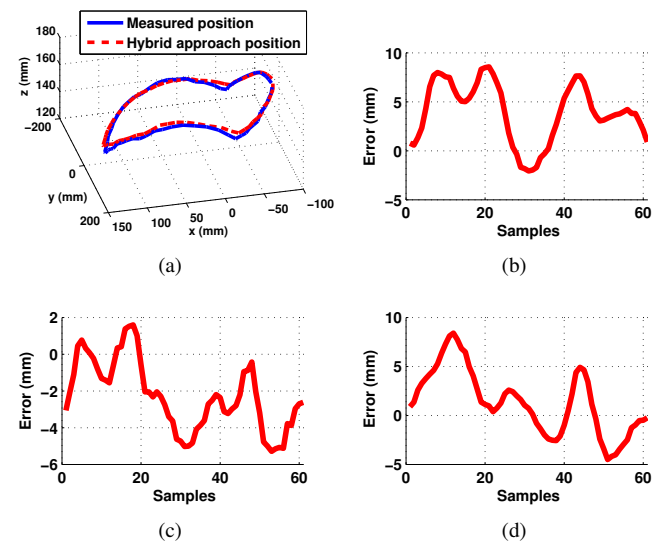 Measured position
Hybrid approach position
180
160
140
120
z (mm)
−200
0
200
y (mm)
150
100
50
0
−50
−100
x (mm)
(a)
10
5
0
−5
Error (mm)
0
20
40
60
Samples
(b)
2
0
−2
−4
−6
Error (mm)
0
20
40
60
Samples
(c)
10
5
0
−5
Error (mm)
0
20
40
60
Samples
(d)